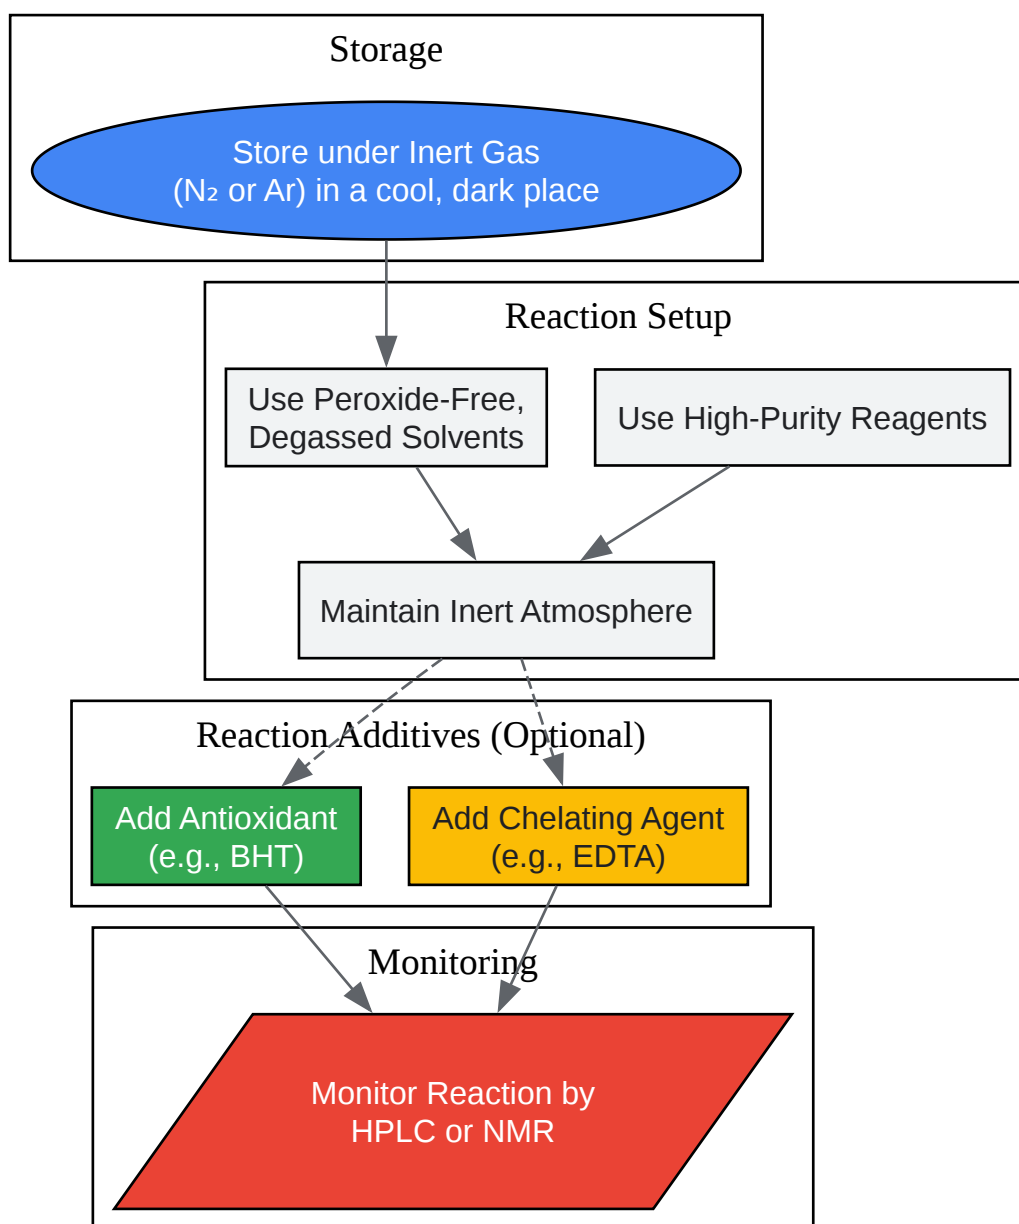 Storage
Store under Inert Gas
(N₂ or Ar) in a cool, dark place
Reaction Setup
Use Peroxide-Free,
Degassed Solvents
Use High-Purity Reagents
Maintain Inert Atmosphere
Reaction Additives (Optional)
Add Antioxidant
(e.g., BHT)
Add Chelating Agent
(e.g., EDTA)
Monitoring
Monitor Reaction by
HPLC or NMR